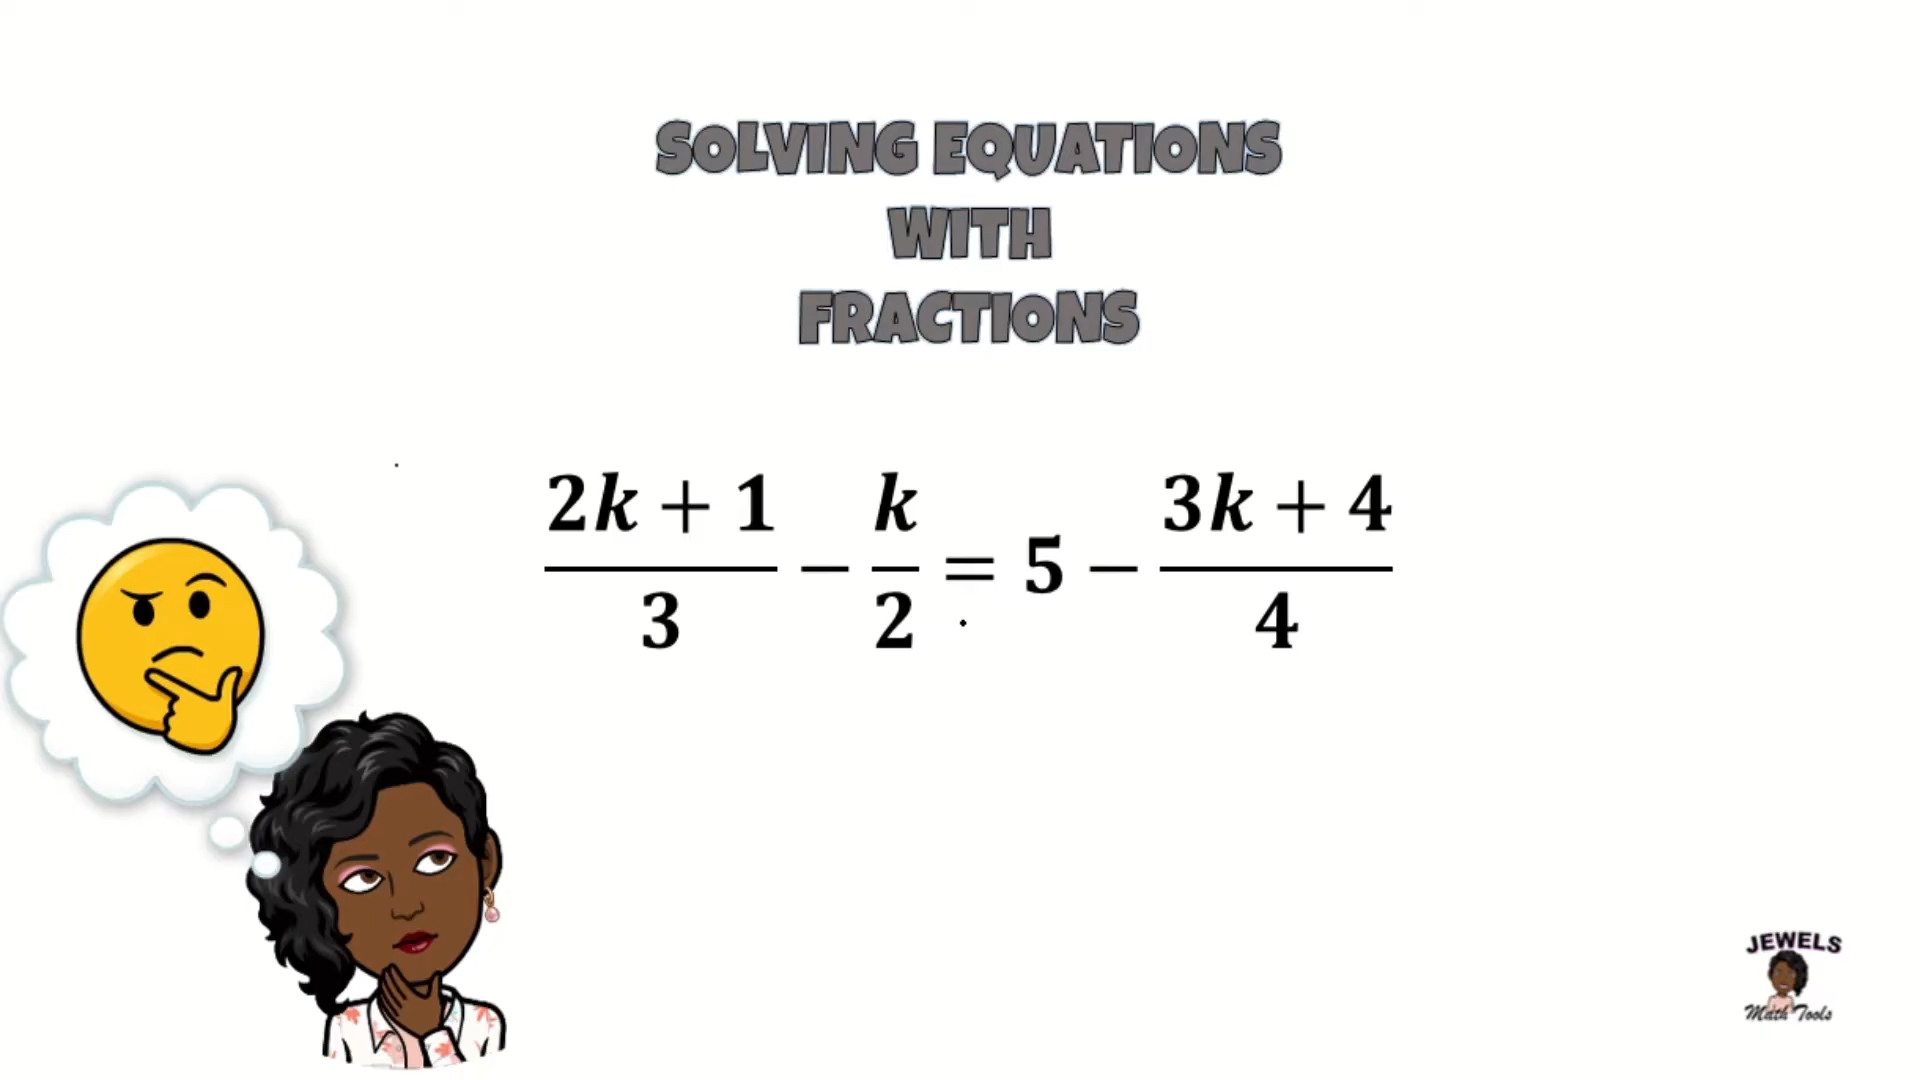 SOLVING EQUATIONS
WITH
FRACTIONS
(2k + 1)/3 − k/2 = 5 − (3k + 4)/4
JEWELS
Math Tools